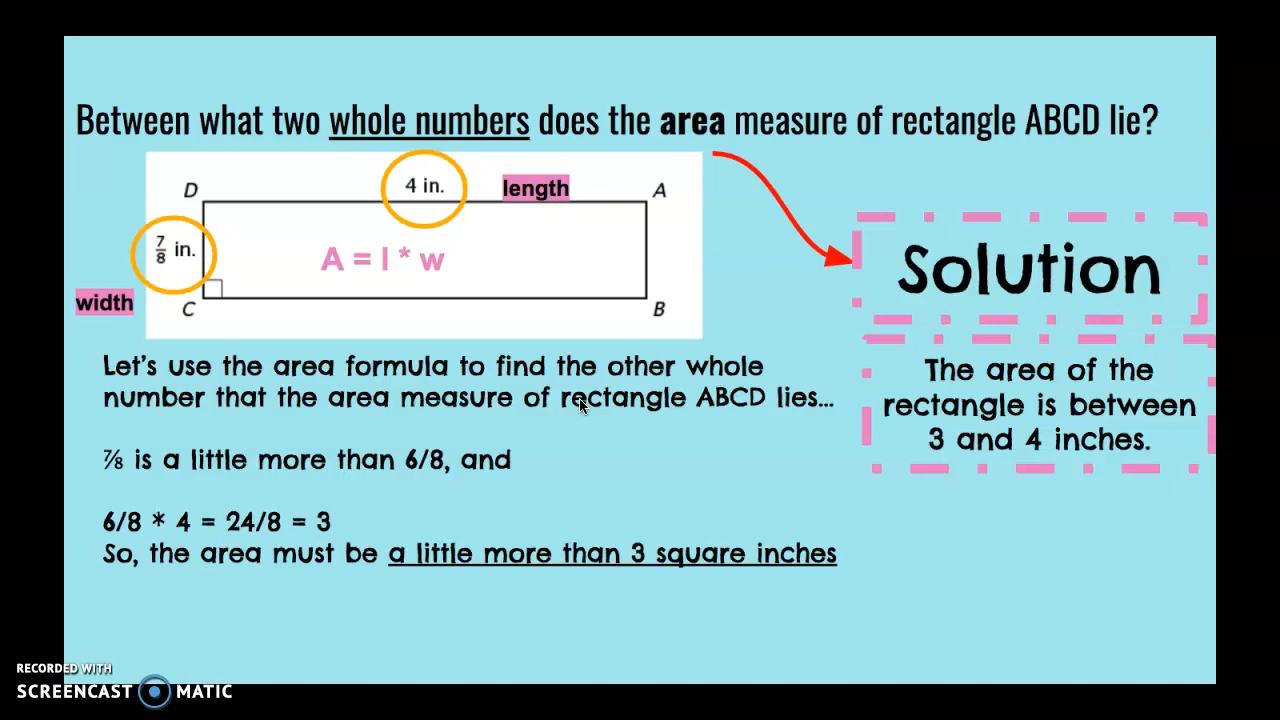 Between what two whole numbers does the area measure of rectangle ABCD lie?
D 4 in. length A
7/8 in.
A = l * w
width C B
Solution
Let's use the area formula to find the other whole
number that the area measure of rectangle ABCD lies...
⅞ is a little more than 6/8, and
6/8 * 4 = 24/8 = 3
So, the area must be a little more than 3 square inches
The area of the
rectangle is between
3 and 4 inches.
RECORDED WITH
SCREENCAST MATIC